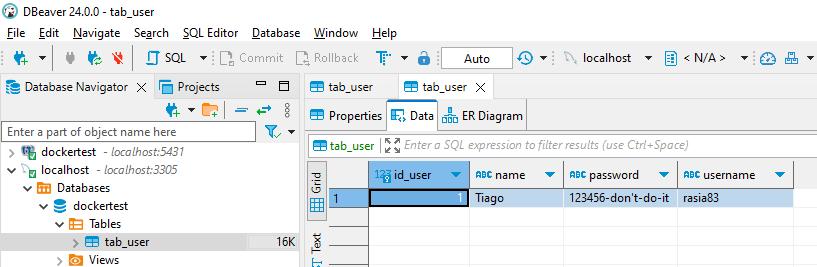 DBeaver 24.0.0 - tab_user
File Edit Navigate Search SQL Editor Database Window Help
SQL Commit Rollback T Auto localhost < N/A >
Database Navigator Projects
Enter a part of object name here
dockertest - localhost:5431
localhost - localhost:3305
Databases
dockertest
Tables
tab_user 16K
Views
tab_user tab_user
Properties Data ER Diagram
tab_user Enter a SQL expression to filter results (use Ctrl+Space)
Grid
Text
123 id_user ABC name ABC password ABC username
1 1 Tiago 123456-don't-do-it rasia83